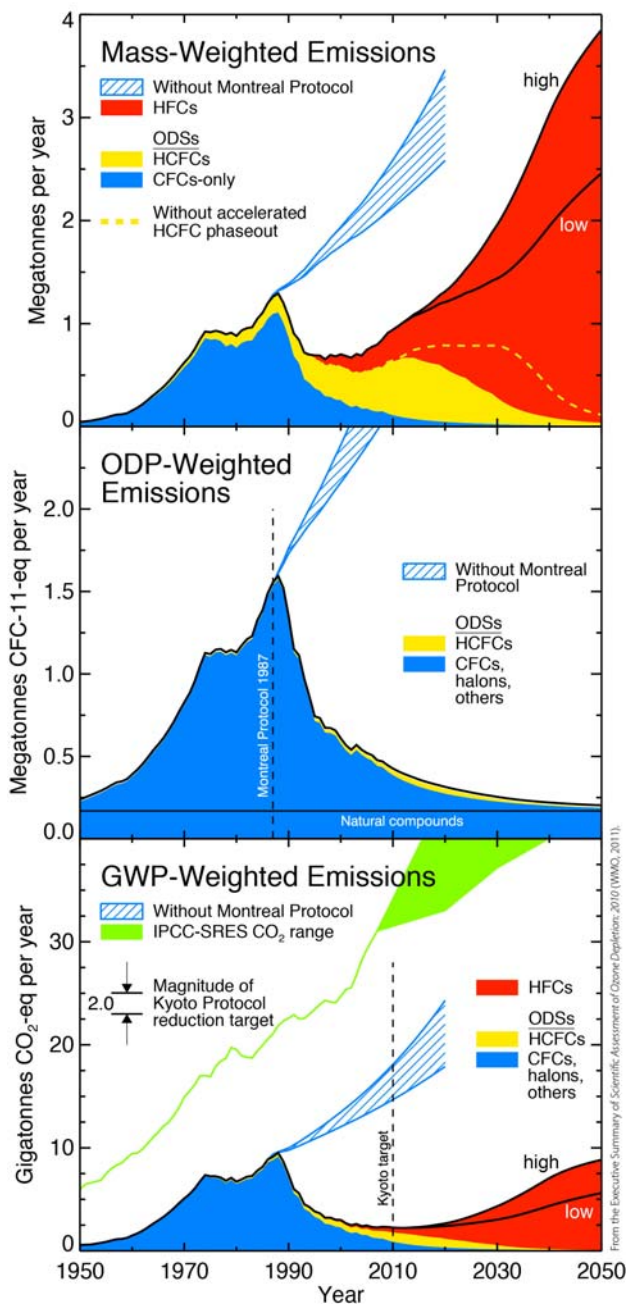 Mass-Weighted Emissions
Without Montreal Protocol
HFCs
ODSs
HCFCs
CFCs-only
Without accelerated
HCFC phaseout
high
low
Megatonnes per year
4
3
2
1
0
ODP-Weighted
Emissions
Without Montreal
Protocol
ODSs
HCFCs
CFCs,
halons,
others
Montreal Protocol 1987
Natural compounds
Megatonnes CFC-11-eq per year
2.0
1.5
1.0
0.5
0.0
GWP-Weighted Emissions
Without Montreal Protocol
IPCC-SRES CO₂ range
2.0
Magnitude of
Kyoto Protocol
reduction target
HFCs
ODSs
HCFCs
CFCs,
halons,
others
Kyoto target
high
low
Gigatonnes CO₂-eq per year
30
20
10
0
1950 1970 1990 2010 2030 2050
Year
From the Executive Summary of Scientific Assessment of Ozone Depletion: 2010 (WMO, 2011).